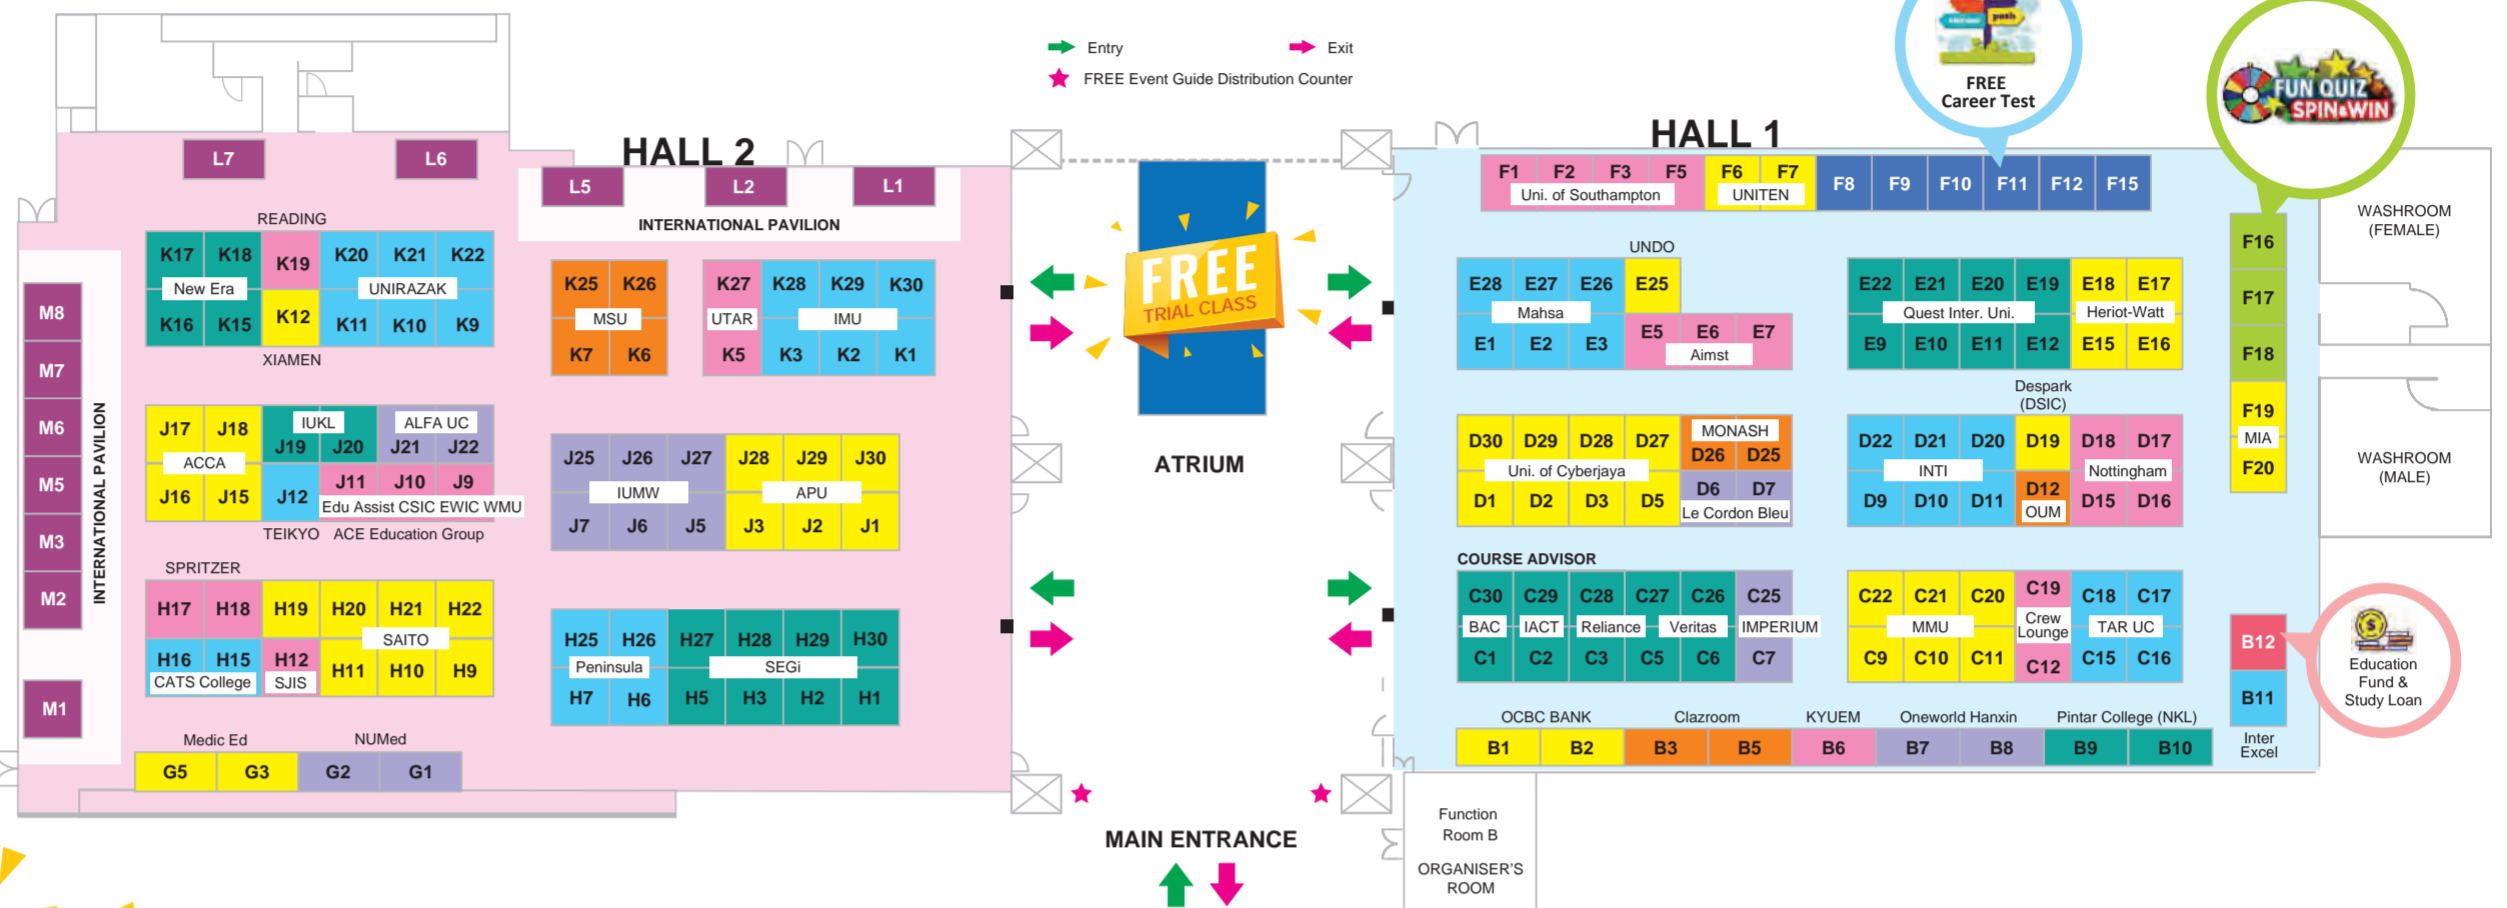 Entry
Exit
FREE Event Guide Distribution Counter
FREE
Career Test
FUN QUIZ
SPIN&WIN
HALL 2
HALL 1
L7
L6
L5
L2
L1
INTERNATIONAL PAVILION
READING
K17 K18 K19 K20 K21 K22
New Era
UNIRAZAK
K16 K15 K12 K11 K10 K9
XIAMEN
K25 K26
MSU
K7 K6
K27 K28 K29 K30
UTAR
IMU
K5 K3 K2 K1
M8
M7
M6
M5
M3
M2
M1
INTERNATIONAL PAVILION
J17 J18
IUKL
ALFA UC
J19 J20 J21 J22
ACCA
J16 J15 J12 J11 J10 J9
Edu Assist CSIC EWIC WMU
TEIKYO
ACE Education Group
J25 J26 J27 J28 J29 J30
IUMW
APU
J7 J6 J5 J3 J2 J1
SPRITZER
H17 H18 H19 H20 H21 H22
SAITO
H16 H15 H12 H11 H10 H9
CATS College
SJIS
H25 H26 H27 H28 H29 H30
Peninsula
SEGi
H7 H6 H5 H3 H2 H1
Medic Ed
NUMed
G5 G3 G2 G1
FREE
TRIAL CLASS
ATRIUM
MAIN ENTRANCE
F1 F2 F3 F5 F6 F7 F8 F9 F10 F11 F12 F15
Uni. of Southampton
UNITEN
UNDO
E28 E27 E26 E25
Mahsa
E1 E2 E3 E5 E6 E7
Aimst
E22 E21 E20 E19 E18 E17
Quest Inter. Uni.
Heriot-Watt
E9 E10 E11 E12 E15 E16
F16
F17
F18
F19
MIA
F20
WASHROOM
(FEMALE)
WASHROOM
(MALE)
D30 D29 D28 D27
MONASH
D26 D25
Uni. of Cyberjaya
D1 D2 D3 D5 D6 D7
Le Cordon Bleu
Despark
(DSIC)
D22 D21 D20 D19 D18 D17
INTI
Nottingham
D9 D10 D11 D12 D15 D16
OUM
COURSE ADVISOR
C30 C29 C28 C27 C26 C25
BAC IACT Reliance Veritas IMPERIUM
C1 C2 C3 C5 C6 C7
C22 C21 C20 C19 C18 C17
MMU
Crew
Lounge
TAR UC
C9 C10 C11 C12 C15 C16
B12
B11
Inter
Excel
Education
Fund &
Study Loan
OCBC BANK
Clazroom
KYUEM
Oneworld Hanxin
Pintar College (NKL)
B1 B2 B3 B5 B6 B7 B8 B9 B10
Function
Room B
ORGANISER'S
ROOM